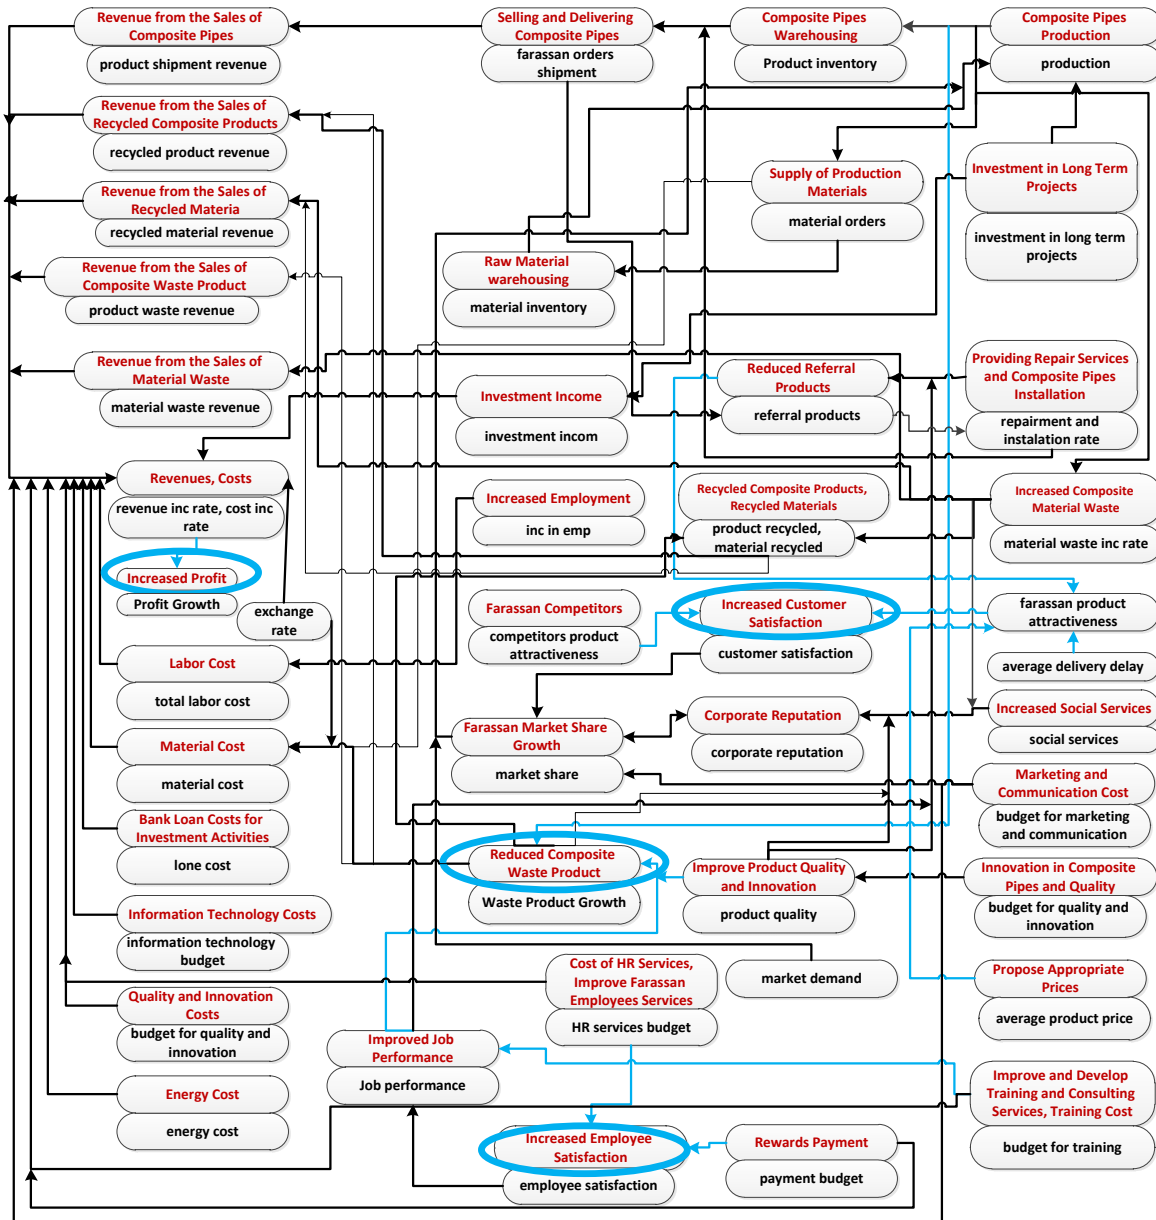 Revenue from the Sales of
Composite Pipes
product shipment revenue
Selling and Delivering
Composite Pipes
farassan orders
shipment
Composite Pipes
Warehousing
Product inventory
Composite Pipes
Production
production
Revenue from the Sales of
Recycled Composite Products
recycled product revenue
Supply of Production
Materials
material orders
Investment in Long Term
Projects
investment in long term
projects
Revenue from the Sales of
Recycled Materia
recycled material revenue
Revenue from the Sales of
Composite Waste Product
product waste revenue
Raw Material
warehousing
material inventory
Revenue from the Sales of
Material Waste
material waste revenue
Investment Income
investment incom
Reduced Referral
Products
referral products
Providing Repair Services
and Composite Pipes
Installation
repairment and
instalation rate
Revenues, Costs
revenue inc rate, cost inc
rate
Increased Profit
Profit Growth
exchange
rate
Increased Employment
inc in emp
Recycled Composite Products,
Recycled Materials
product recycled,
material recycled
Increased Composite
Material Waste
material waste inc rate
Farassan Competitors
competitors product
attractiveness
Increased Customer
Satisfaction
customer satisfaction
farassan product
attractiveness
average delivery delay
Labor Cost
total labor cost
Farassan Market Share
Growth
market share
Corporate Reputation
corporate reputation
Increased Social Services
social services
Material Cost
material cost
Marketing and
Communication Cost
budget for marketing
and communication
Bank Loan Costs for
Investment Activities
lone cost
Reduced Composite
Waste Product
Waste Product Growth
Improve Product Quality
and Innovation
product quality
Innovation in Composite
Pipes and Quality
budget for quality and
innovation
Information Technology Costs
information technology
budget
Cost of HR Services,
Improve Farassan
Employees Services
HR services budget
market demand
Propose Appropriate
Prices
average product price
Quality and Innovation
Costs
budget for quality and
innovation
Improved Job
Performance
Job performance
Energy Cost
energy cost
Improve and Develop
Training and Consulting
Services, Training Cost
budget for training
Increased Employee
Satisfaction
employee satisfaction
Rewards Payment
payment budget